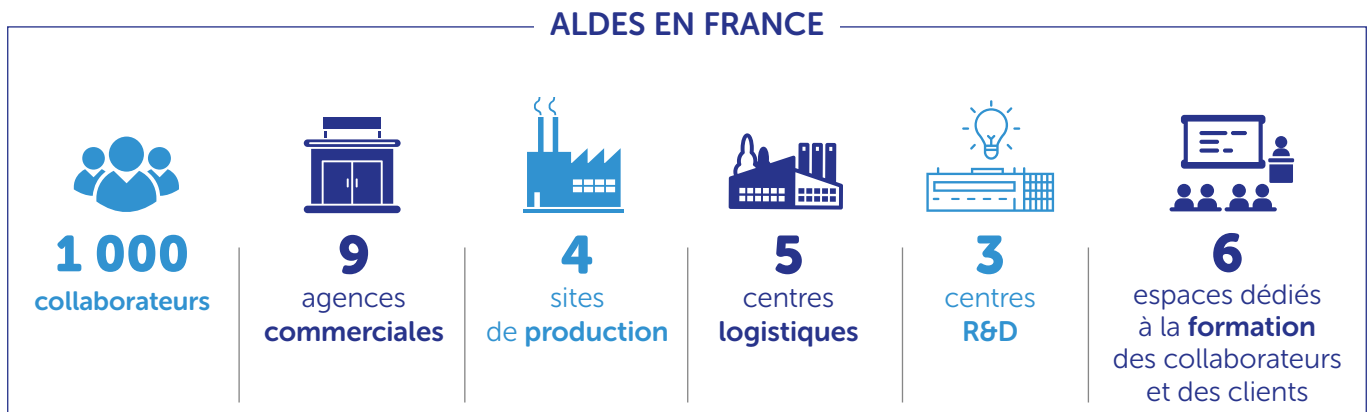 ALDES EN FRANCE
1 000
collaborateurs
9
agences
commerciales
4
sites
de production
5
centres
logistiques
3
centres
R&D
6
espaces dédiés
à la formation
des collaborateurs
et des clients